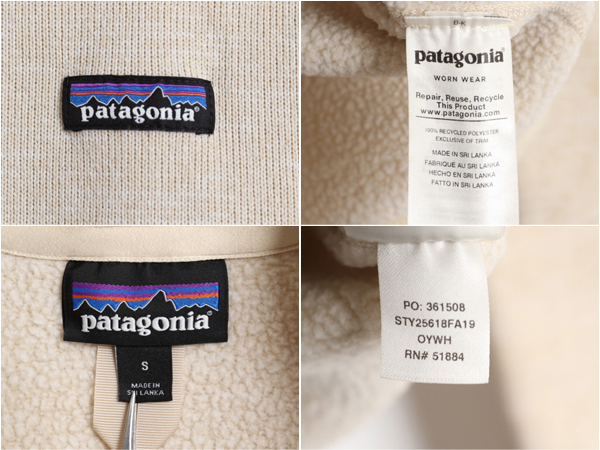 patagonia®
D-K
patagonia®
WORN WEAR
Repair, Reuse, Recycle
This Product
www.patagonia.com
100% RECYCLED POLYESTER
EXCLUSIVE OF TRIM
MADE IN SRI LANKA
FABRIQUÉ AU SRI LANKA
HECHO EN SRI LANKA
FATTO IN SRI LANKA
patagonia®
S
MADE IN
SRI LANKA
PO: 361508
STY25618FA19
OYWH
RN# 51884